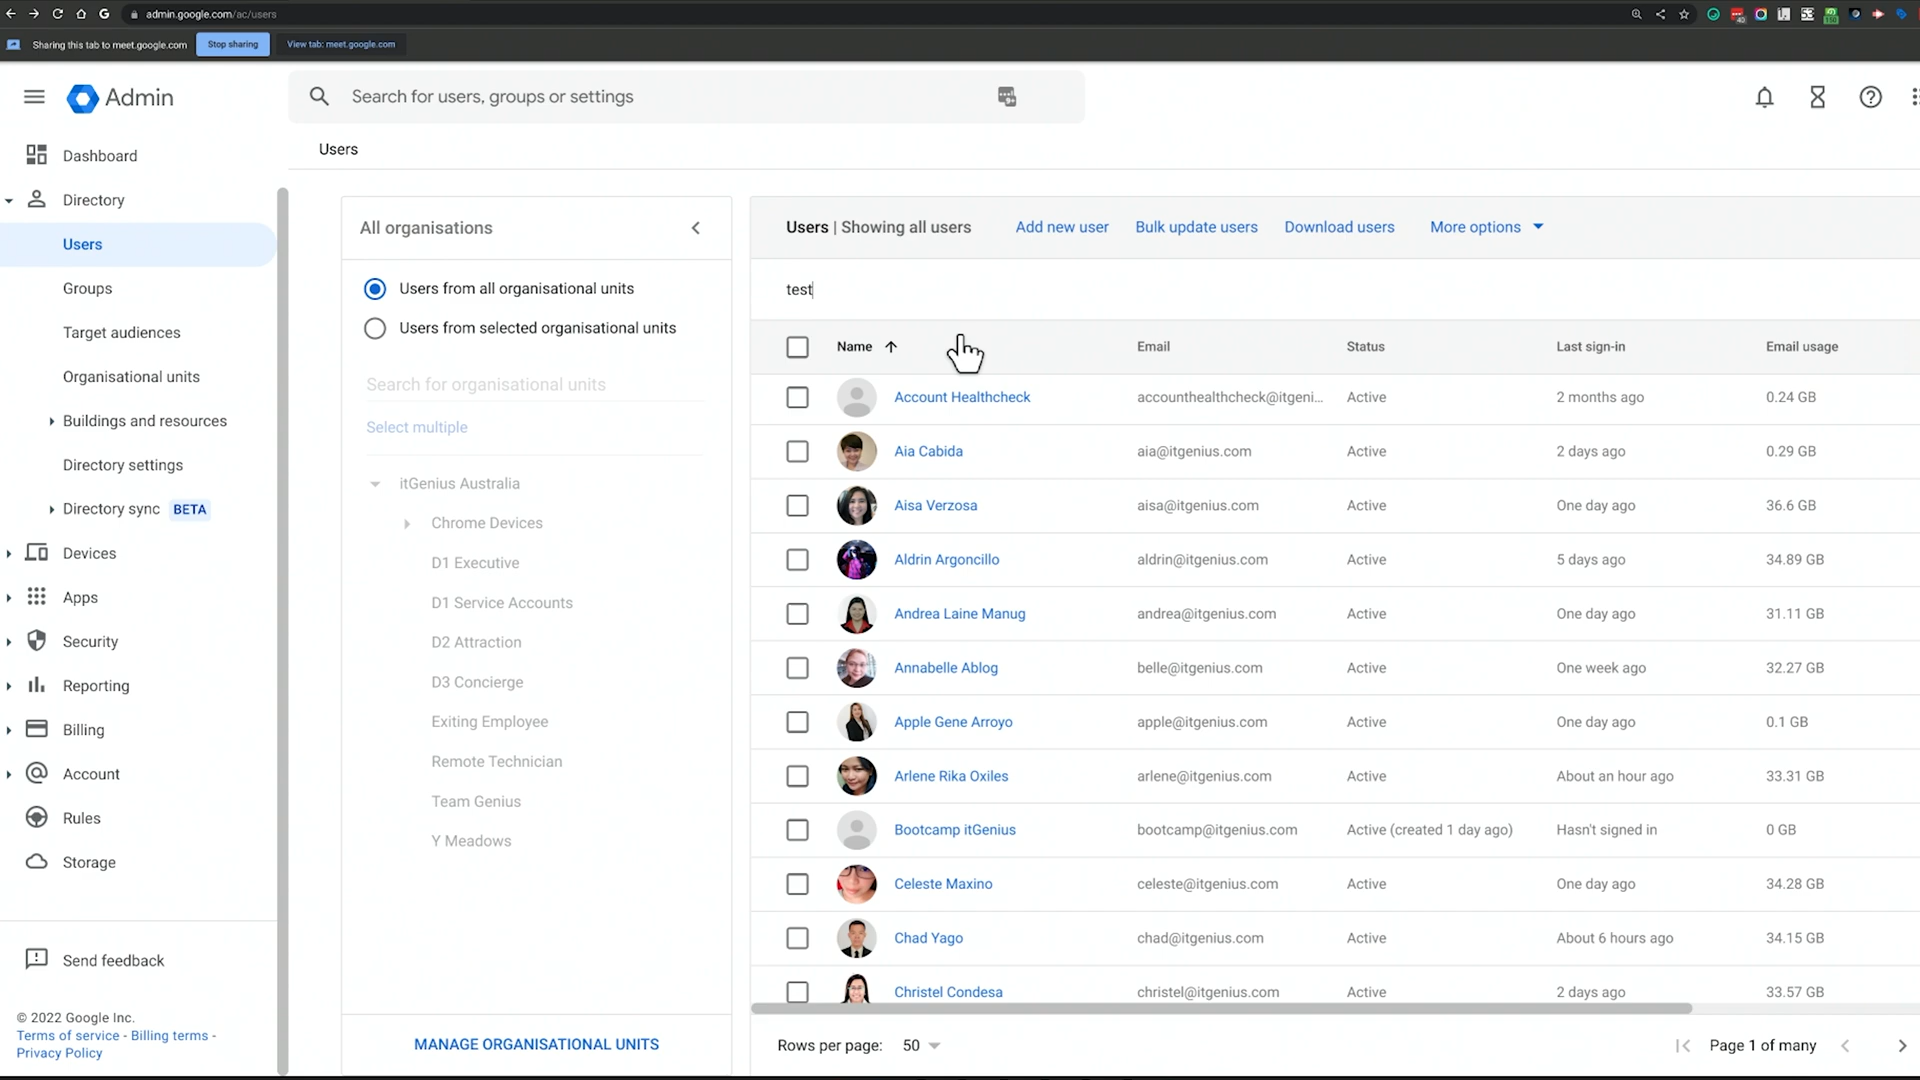 admin.google.com/ac/users
Sharing this tab to meet.google.com
Stop sharing
View tab: meet.google.com
Admin
Search for users, groups or settings
Users
Dashboard
Directory
Users
Groups
Target audiences
Organisational units
Buildings and resources
Directory settings
Directory sync BETA
Devices
Apps
Security
Reporting
Billing
Account
Rules
Storage
Send feedback
© 2022 Google Inc.
Terms of service - Billing terms -
Privacy Policy
All organisations
Users from all organisational units
Users from selected organisational units
Search for organisational units
Select multiple
itGenius Australia
Chrome Devices
D1 Executive
D1 Service Accounts
D2 Attraction
D3 Concierge
Exiting Employee
Remote Technician
Team Genius
Y Meadows
MANAGE ORGANISATIONAL UNITS
Users | Showing all users Add new user Bulk update users Download users More options
test
Name Email Status Last sign-in Email usage
Account Healthcheck accounthealthcheck@itgeni... Active 2 months ago 0.24 GB
Aia Cabida aia@itgenius.com Active 2 days ago 0.29 GB
Aisa Verzosa aisa@itgenius.com Active One day ago 36.6 GB
Aldrin Argoncillo aldrin@itgenius.com Active 5 days ago 34.89 GB
Andrea Laine Manug andrea@itgenius.com Active One day ago 31.11 GB
Annabelle Ablog belle@itgenius.com Active One week ago 32.27 GB
Apple Gene Arroyo apple@itgenius.com Active One day ago 0.1 GB
Arlene Rika Oxiles arlene@itgenius.com Active About an hour ago 33.31 GB
Bootcamp itGenius bootcamp@itgenius.com Active (created 1 day ago) Hasn't signed in 0 GB
Celeste Maxino celeste@itgenius.com Active One day ago 34.28 GB
Chad Yago chad@itgenius.com Active About 6 hours ago 34.15 GB
Christel Condesa christel@itgenius.com Active 2 days ago 33.57 GB
Rows per page: 50 Page 1 of many